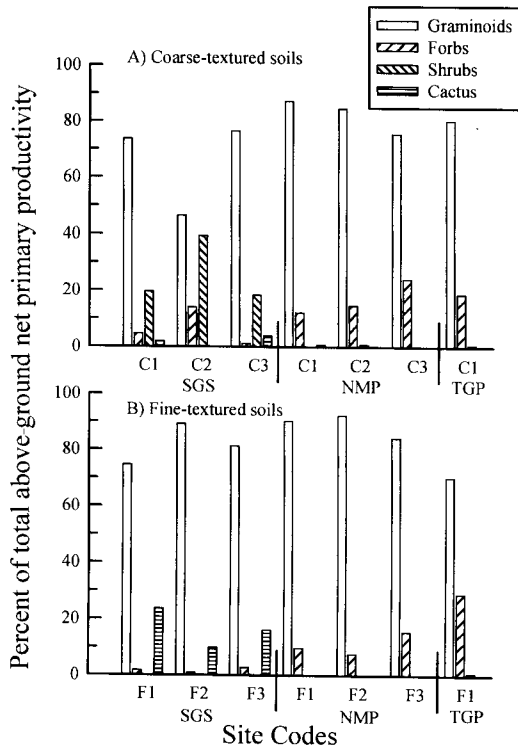 Graminoids
Forbs
Shrubs
Cactus
Percent of total above-ground net primary productivity
A) Coarse-textured soils
100
80
60
40
20
0
C1 C2 C3 C1 C2 C3 C1
SGS NMP TGP
B) Fine-textured soils
100
80
60
40
20
0
F1 F2 F3 F1 F2 F3 F1
SGS NMP TGP
Site Codes